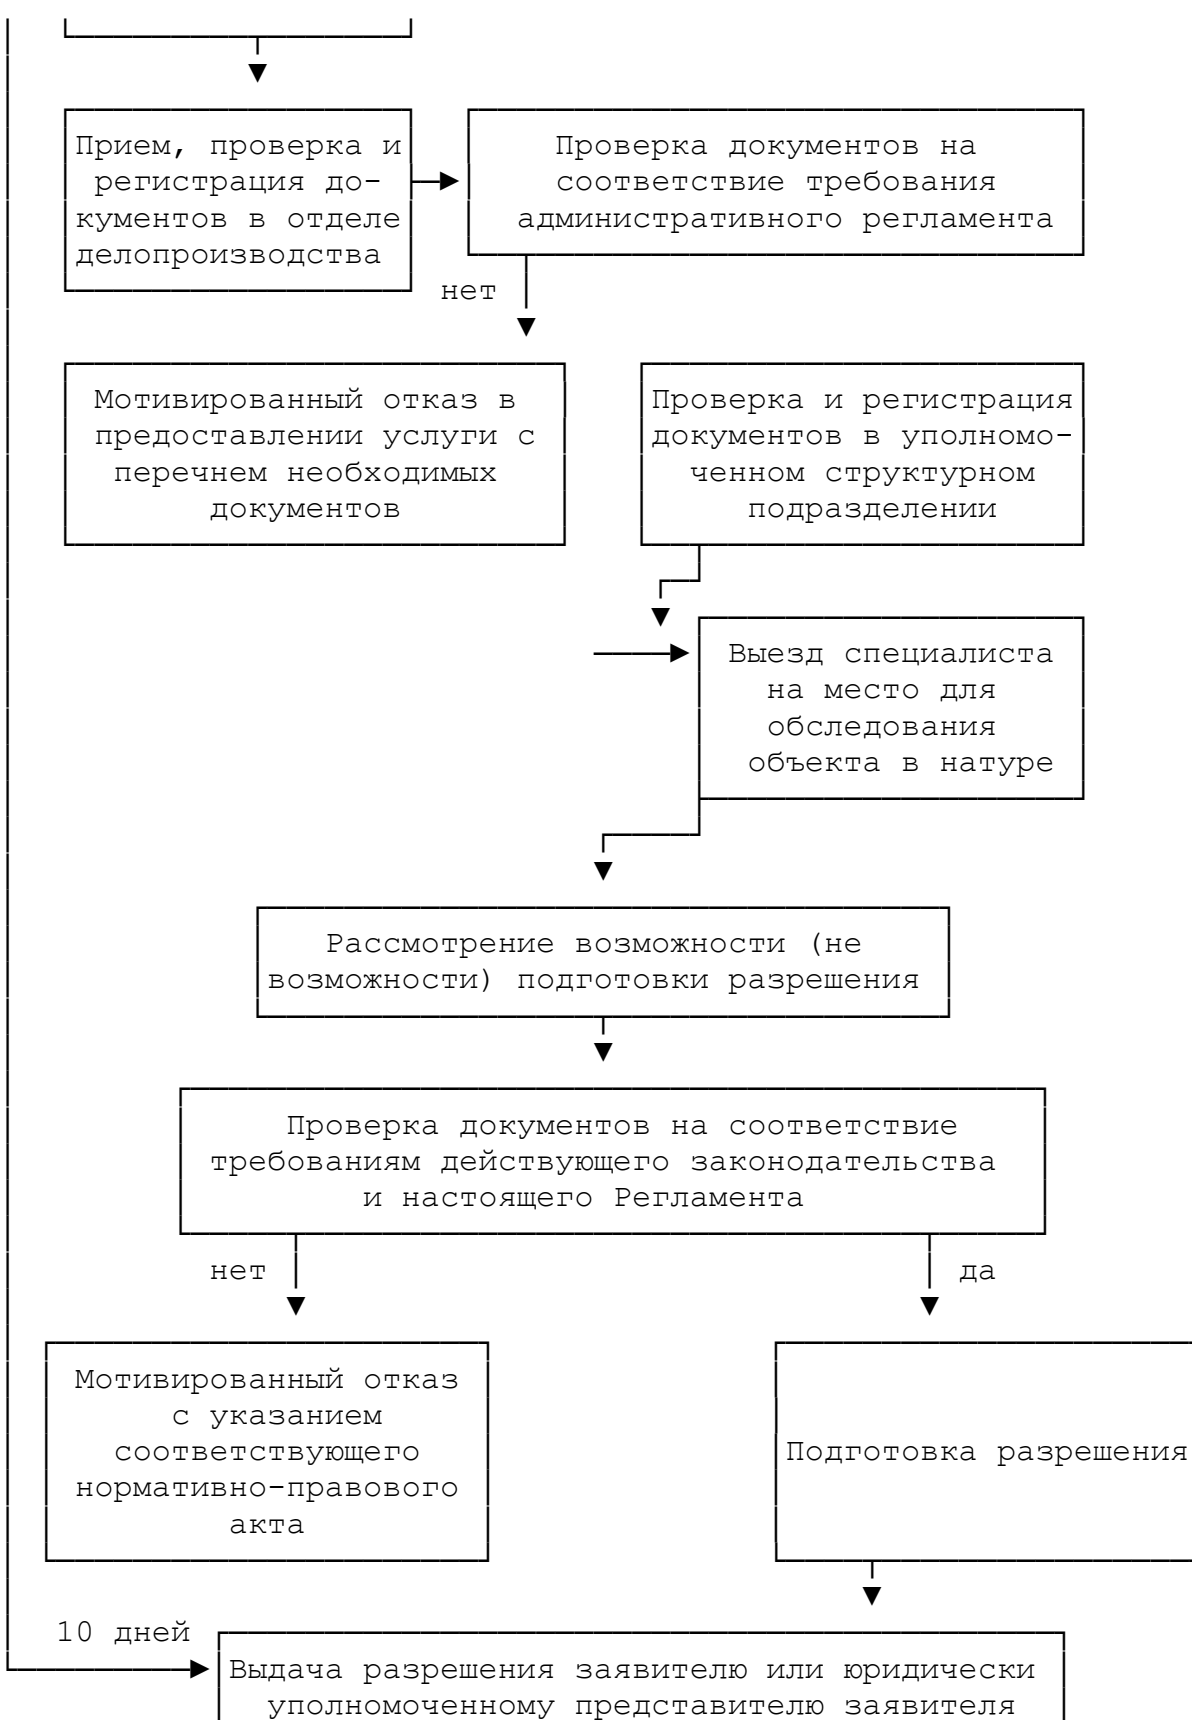 Прием, проверка и
регистрация до-
кументов в отделе
делопроизводства
Проверка документов на
соответствие требования
административного регламента
нет
Мотивированный отказ в
предоставлении услуги с
перечнем необходимых
документов
Проверка и регистрация
документов в уполномо-
ченном структурном
подразделении
Выезд специалиста
на место для
обследования
объекта в натуре
Рассмотрение возможности (не
возможности) подготовки разрешения
Проверка документов на соответствие
требованиям действующего законодательства
и настоящего Регламента
нет
да
Мотивированный отказ
с указанием
соответствующего
нормативно-правового
акта
Подготовка разрешения
10 дней
Выдача разрешения заявителю или юридически
уполномоченному представителю заявителя